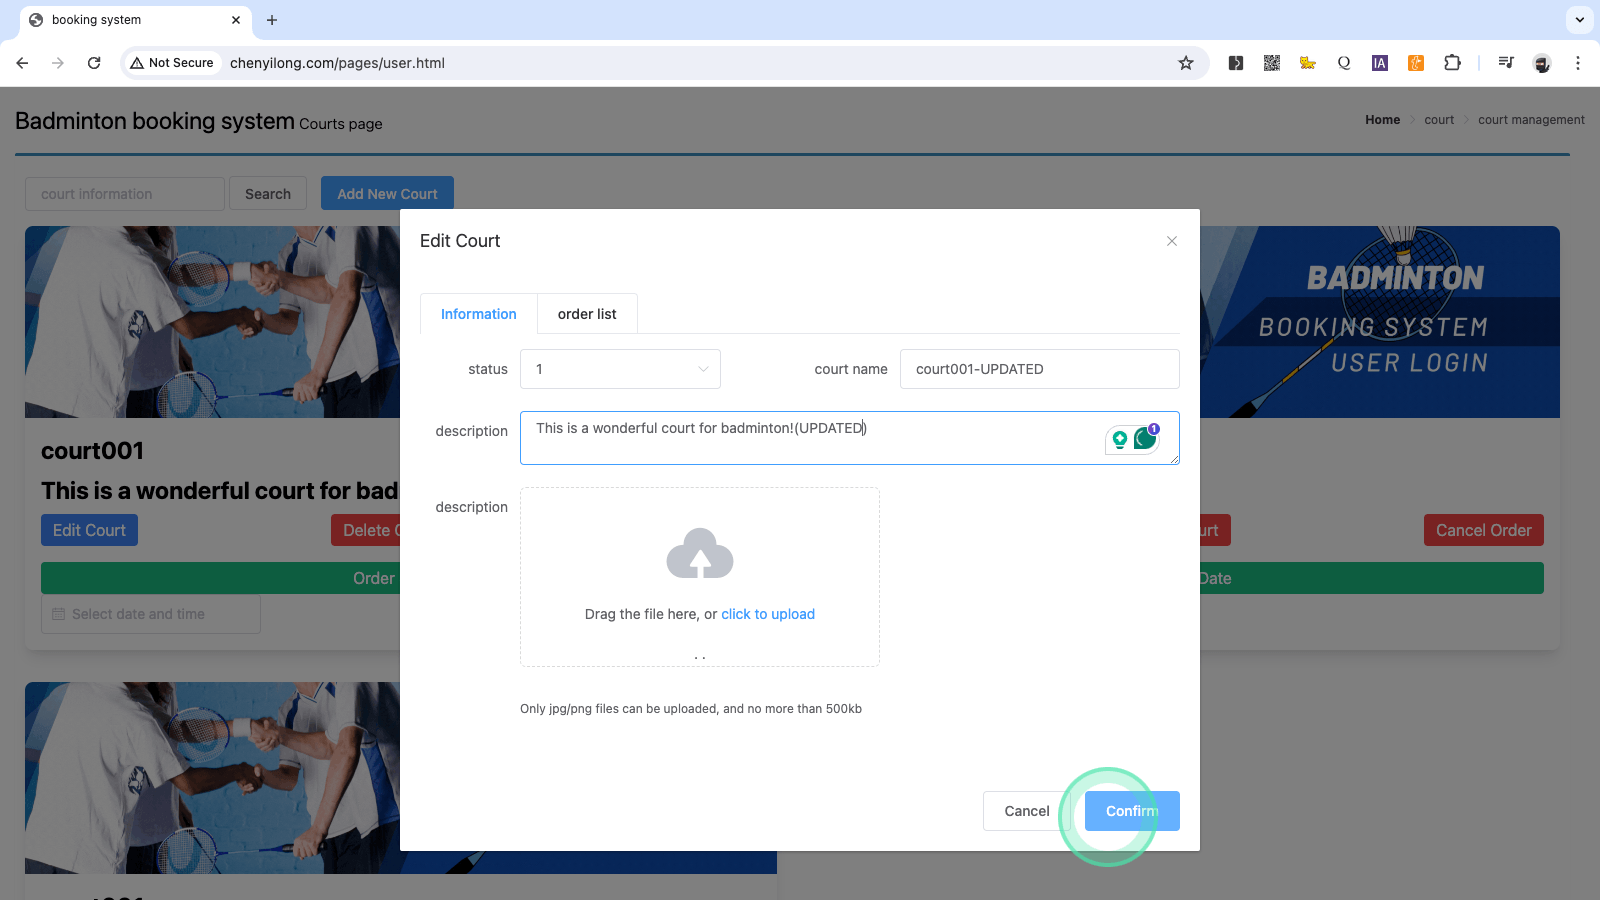 booking system
Not Secure
chenyilong.com/pages/user.html
IA
Badminton booking system Courts page
Home
court
court management
court information
Search
Add New Court
BADMINTON
BOOKING SYSTEM
USER LOGIN
Edit Court
Information
order list
status
1
court name
court001-UPDATED
description
This is a wonderful court for badminton!(UPDATED)
1
description
Drag the file here, or click to upload
Only jpg/png files can be uploaded, and no more than 500kb
Cancel
Confirm
court001
This is a wonderful court for bad
Edit Court
Delete C
urt
Cancel Order
Order
Date
Select date and time